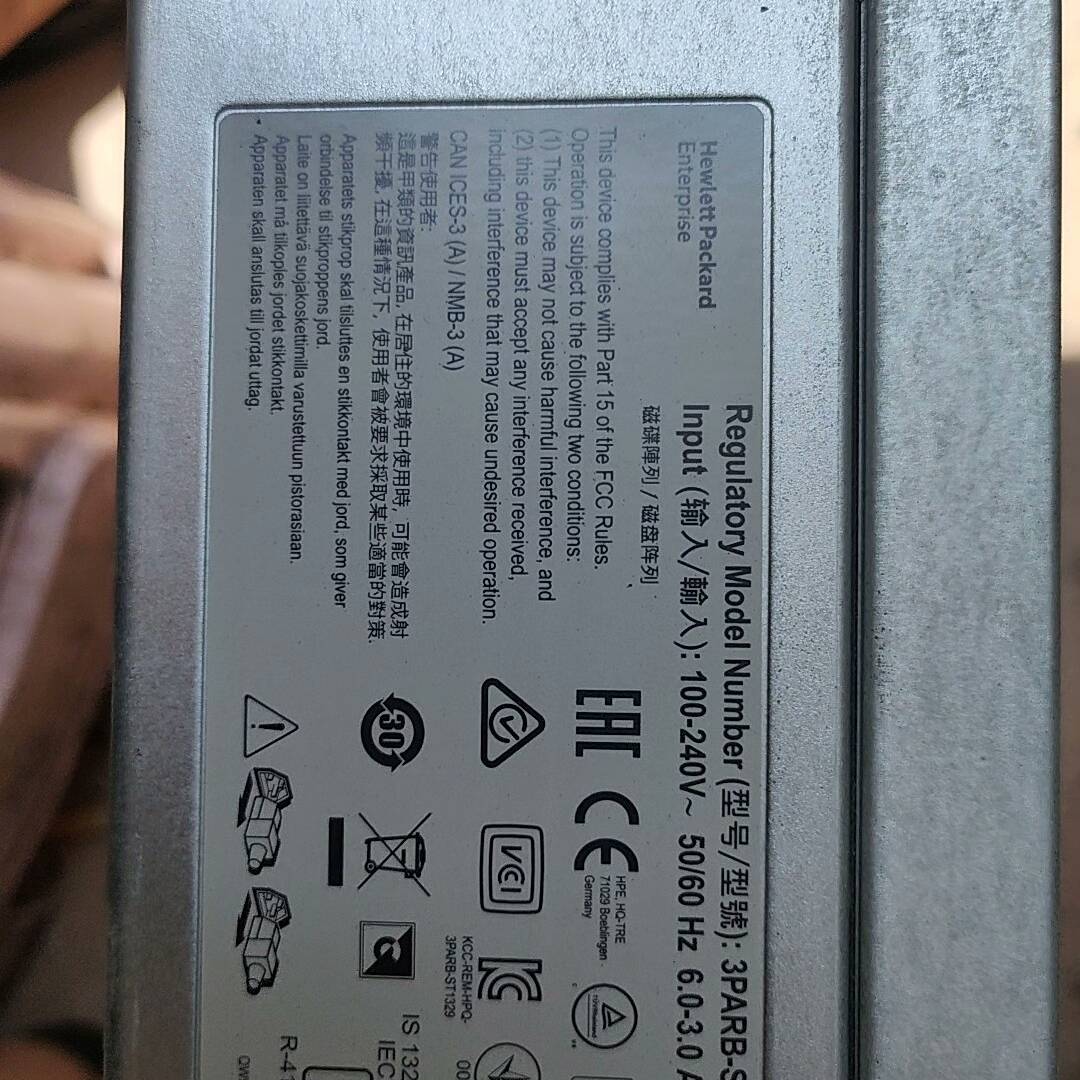 Hewlett Packard
Enterprise
Regulatory Model Number (型号/型號): 3PARB-S
Input (输入/輸入): 100-240V~ 50/60 Hz 6.0-3.0 A
磁碟陣列 / 磁盘阵列
This device complies with Part 15 of the FCC Rules.
Operation is subject to the following two conditions:
(1) This device may not cause harmful interference, and
(2) this device must accept any interference received,
including interference that may cause undesired operation.
CAN ICES-3 (A) / NMB-3 (A)
警告使用者:
這是甲類的資訊產品, 在居住的環境中使用時, 可能會造成射
頻干擾, 在這種情況下, 使用者會被要求採取某些適當的對策.
Apparatets stikprop skal tilsluttes en stikkontakt med jord, som giver
orbindelse til stikproppens jord.
Laite on liitettävä suojakoskettimilla varustettuun pistorasiaan.
Apparatet må tilkoples jordet stikkontakt.
Apparaten skall anslutas till jordat uttag.
EAC
CE
HPE, HQ-TRE
71029 Boeblingen
Germany
VCI
KCC-REM-HPQ-
3PARB-ST1329
30
IS 132
IEC
R-41
00